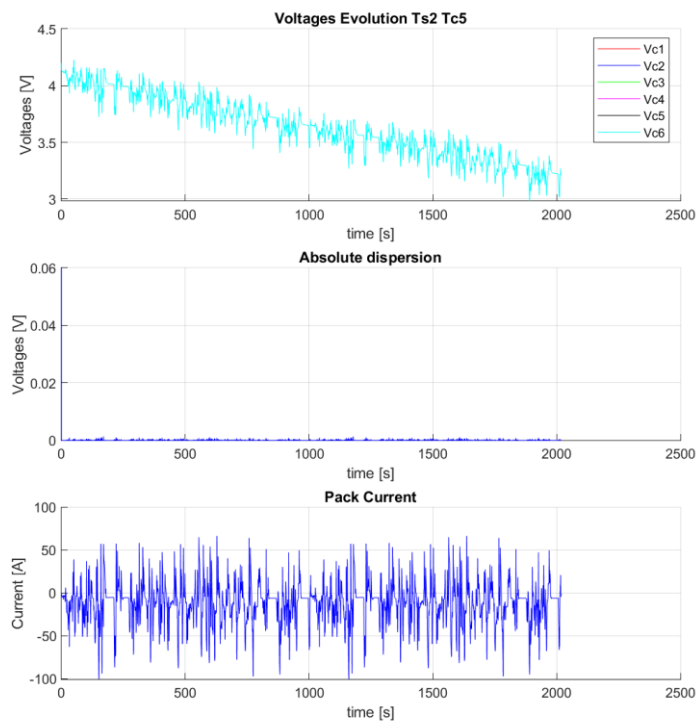 Voltages Evolution Ts2 Tc5
4.5
4
3.5
3
Voltages [V]
0 500 1000 1500 2000 2500
time [s]
Vc1
Vc2
Vc3
Vc4
Vc5
Vc6
Absolute dispersion
0.06
0.04
0.02
0
Voltages [V]
0 500 1000 1500 2000 2500
time [s]
Pack Current
100
50
0
-50
-100
Current [A]
0 500 1000 1500 2000 2500
time [s]